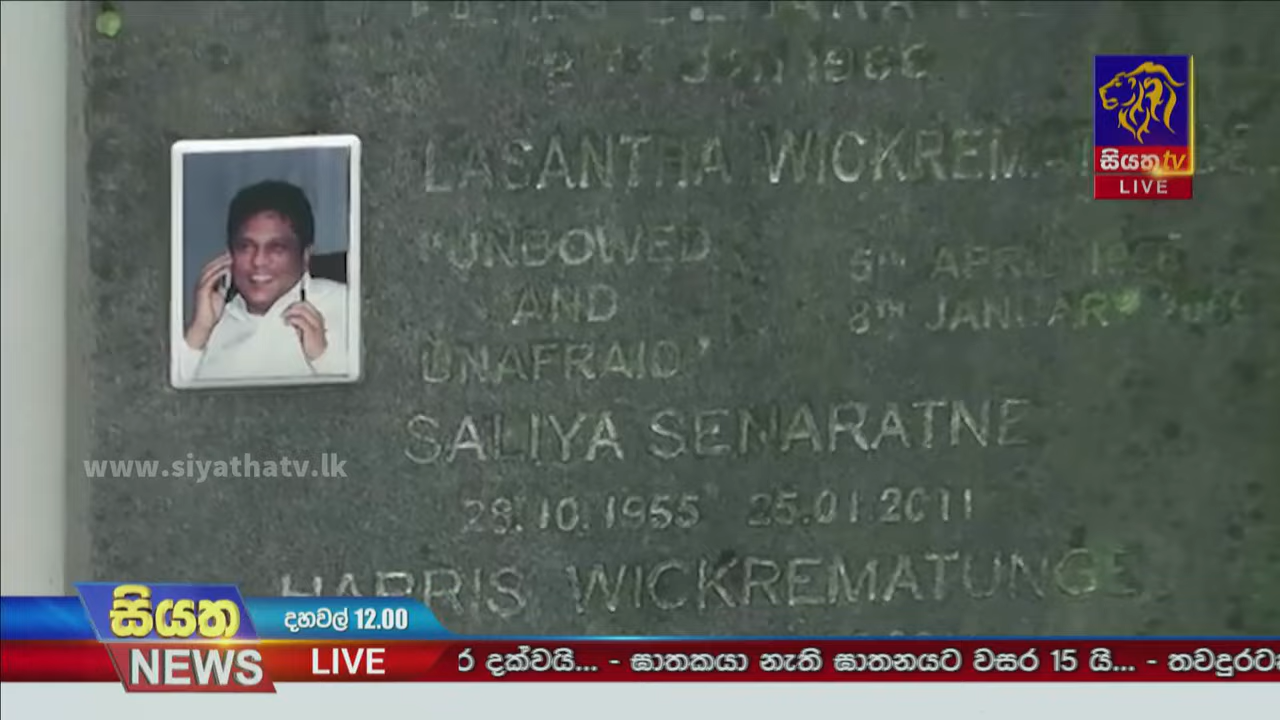 LASANTHA WICKREM
"UNBOWED
AND
UNAFRAID"
5TH APRIL
8TH JANUARY
SALIYA SENARATNE
28.10.1955 25.01.2011
HARRIS WICKREMATUNGE
සියත tv
LIVE
www.siyathatv.lk
සියත
NEWS
දහවල් 12.00
LIVE
ර දක්වයි... - ඝාතකයා නැති ඝාතනයට වසර 15 යි... - තවදුරටත්